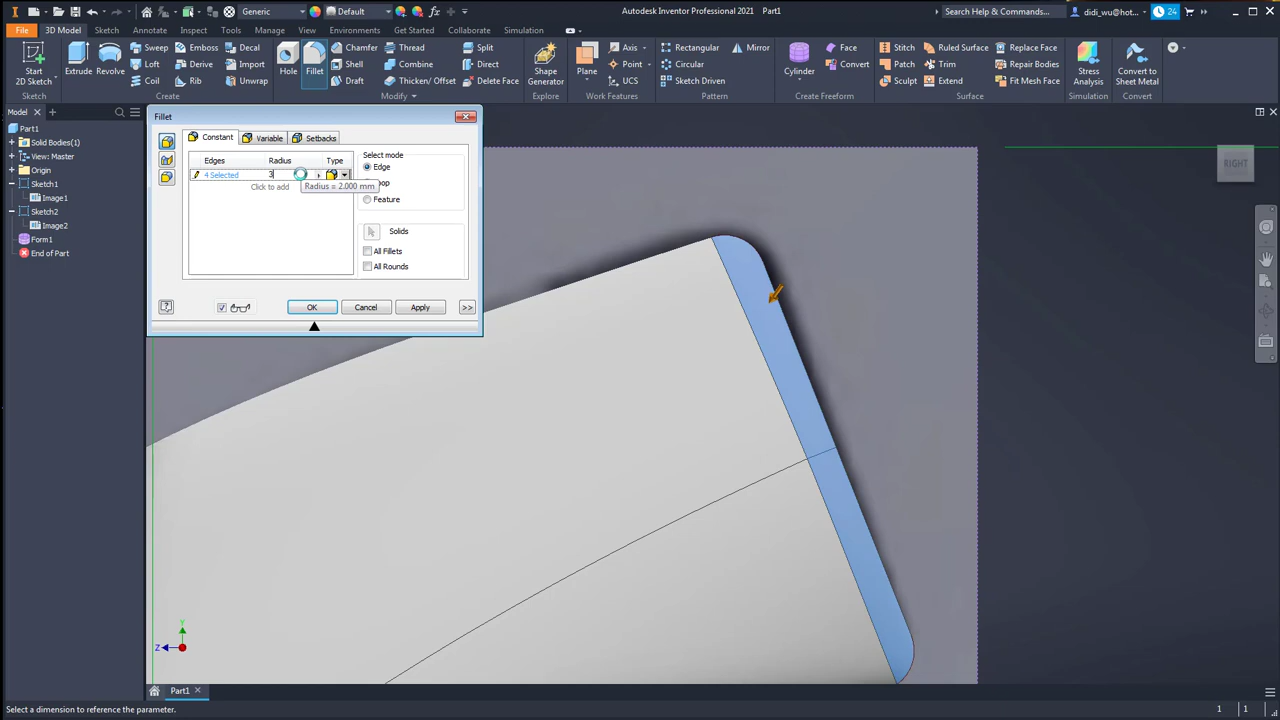 Generic
Default
Autodesk Inventor Professional 2021 Part1
Search Help & Commands...
24
didi_wu@hot...
File
3D Model
Sketch
Annotate
Inspect
Tools
Manage
View
Environments
Get Started
Collaborate
Simulation
Start
2D Sketch
Sketch
Extrude
Revolve
Sweep
Loft
Coil
Emboss
Derive
Rib
Decal
Import
Unwrap
Create
Hole
Fillet
Chamfer
Shell
Draft
Thread
Combine
Thicken/ Offset
Split
Direct
Delete Face
Modify
Shape
Generator
Explore
Plane
Axis
Point
UCS
Work Features
Rectangular
Circular
Sketch Driven
Mirror
Pattern
Cylinder
Face
Convert
Create Freeform
Stitch
Patch
Sculpt
Ruled Surface
Trim
Extend
Replace Face
Repair Bodies
Fit Mesh Face
Surface
Stress
Analysis
Simulation
Convert to
Sheet Metal
Convert
Model
Part1
Solid Bodies(1)
View: Master
Origin
Sketch1
Image1
Sketch2
Image2
Form1
End of Part
Fillet
Constant
Variable
Setbacks
Edges
Radius
Type
4 Selected
3
Click to add
Radius = 2.000 mm
Select mode
Edge
oop
Feature
Solids
All Fillets
All Rounds
OK
Cancel
Apply
>>
RIGHT
Y
Z
Part1
Select a dimension to reference the parameter.
1
1